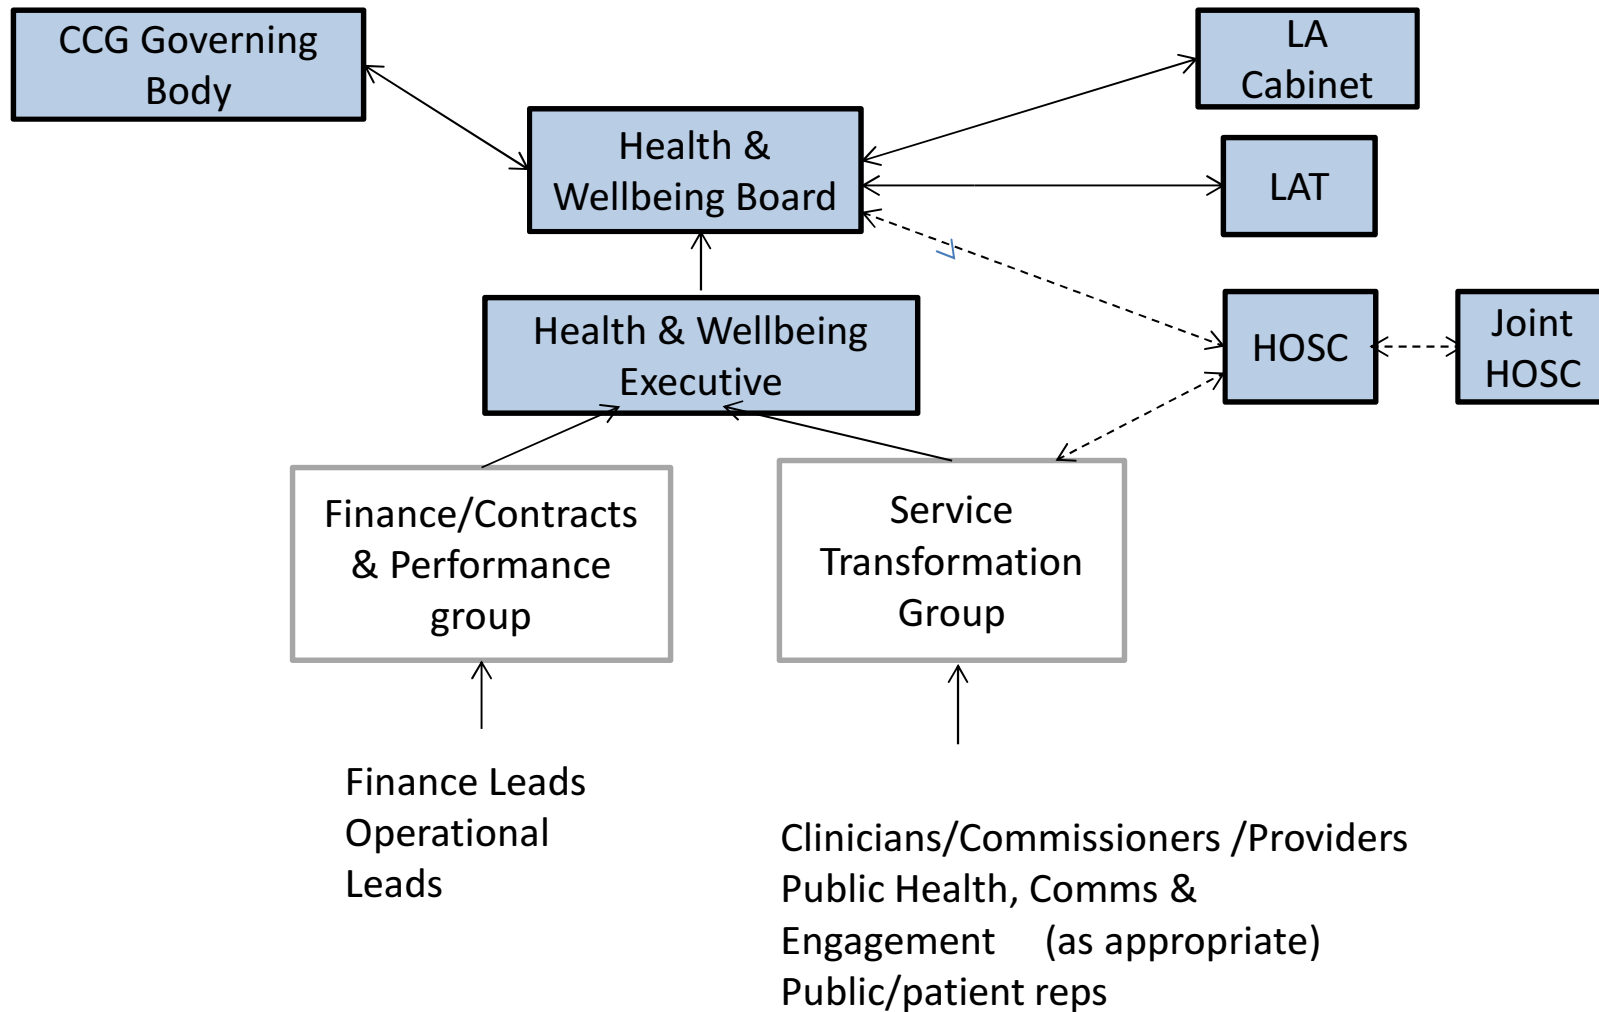 CCG Governing
Body
LA
Cabinet
Health &
Wellbeing Board
LAT
Health & Wellbeing
Executive
HOSC
Joint
HOSC
Finance/Contracts
& Performance
group
Service
Transformation
Group
Finance Leads
Operational
Leads
Clinicians/Commissioners /Providers
Public Health, Comms &
Engagement (as appropriate)
Public/patient reps